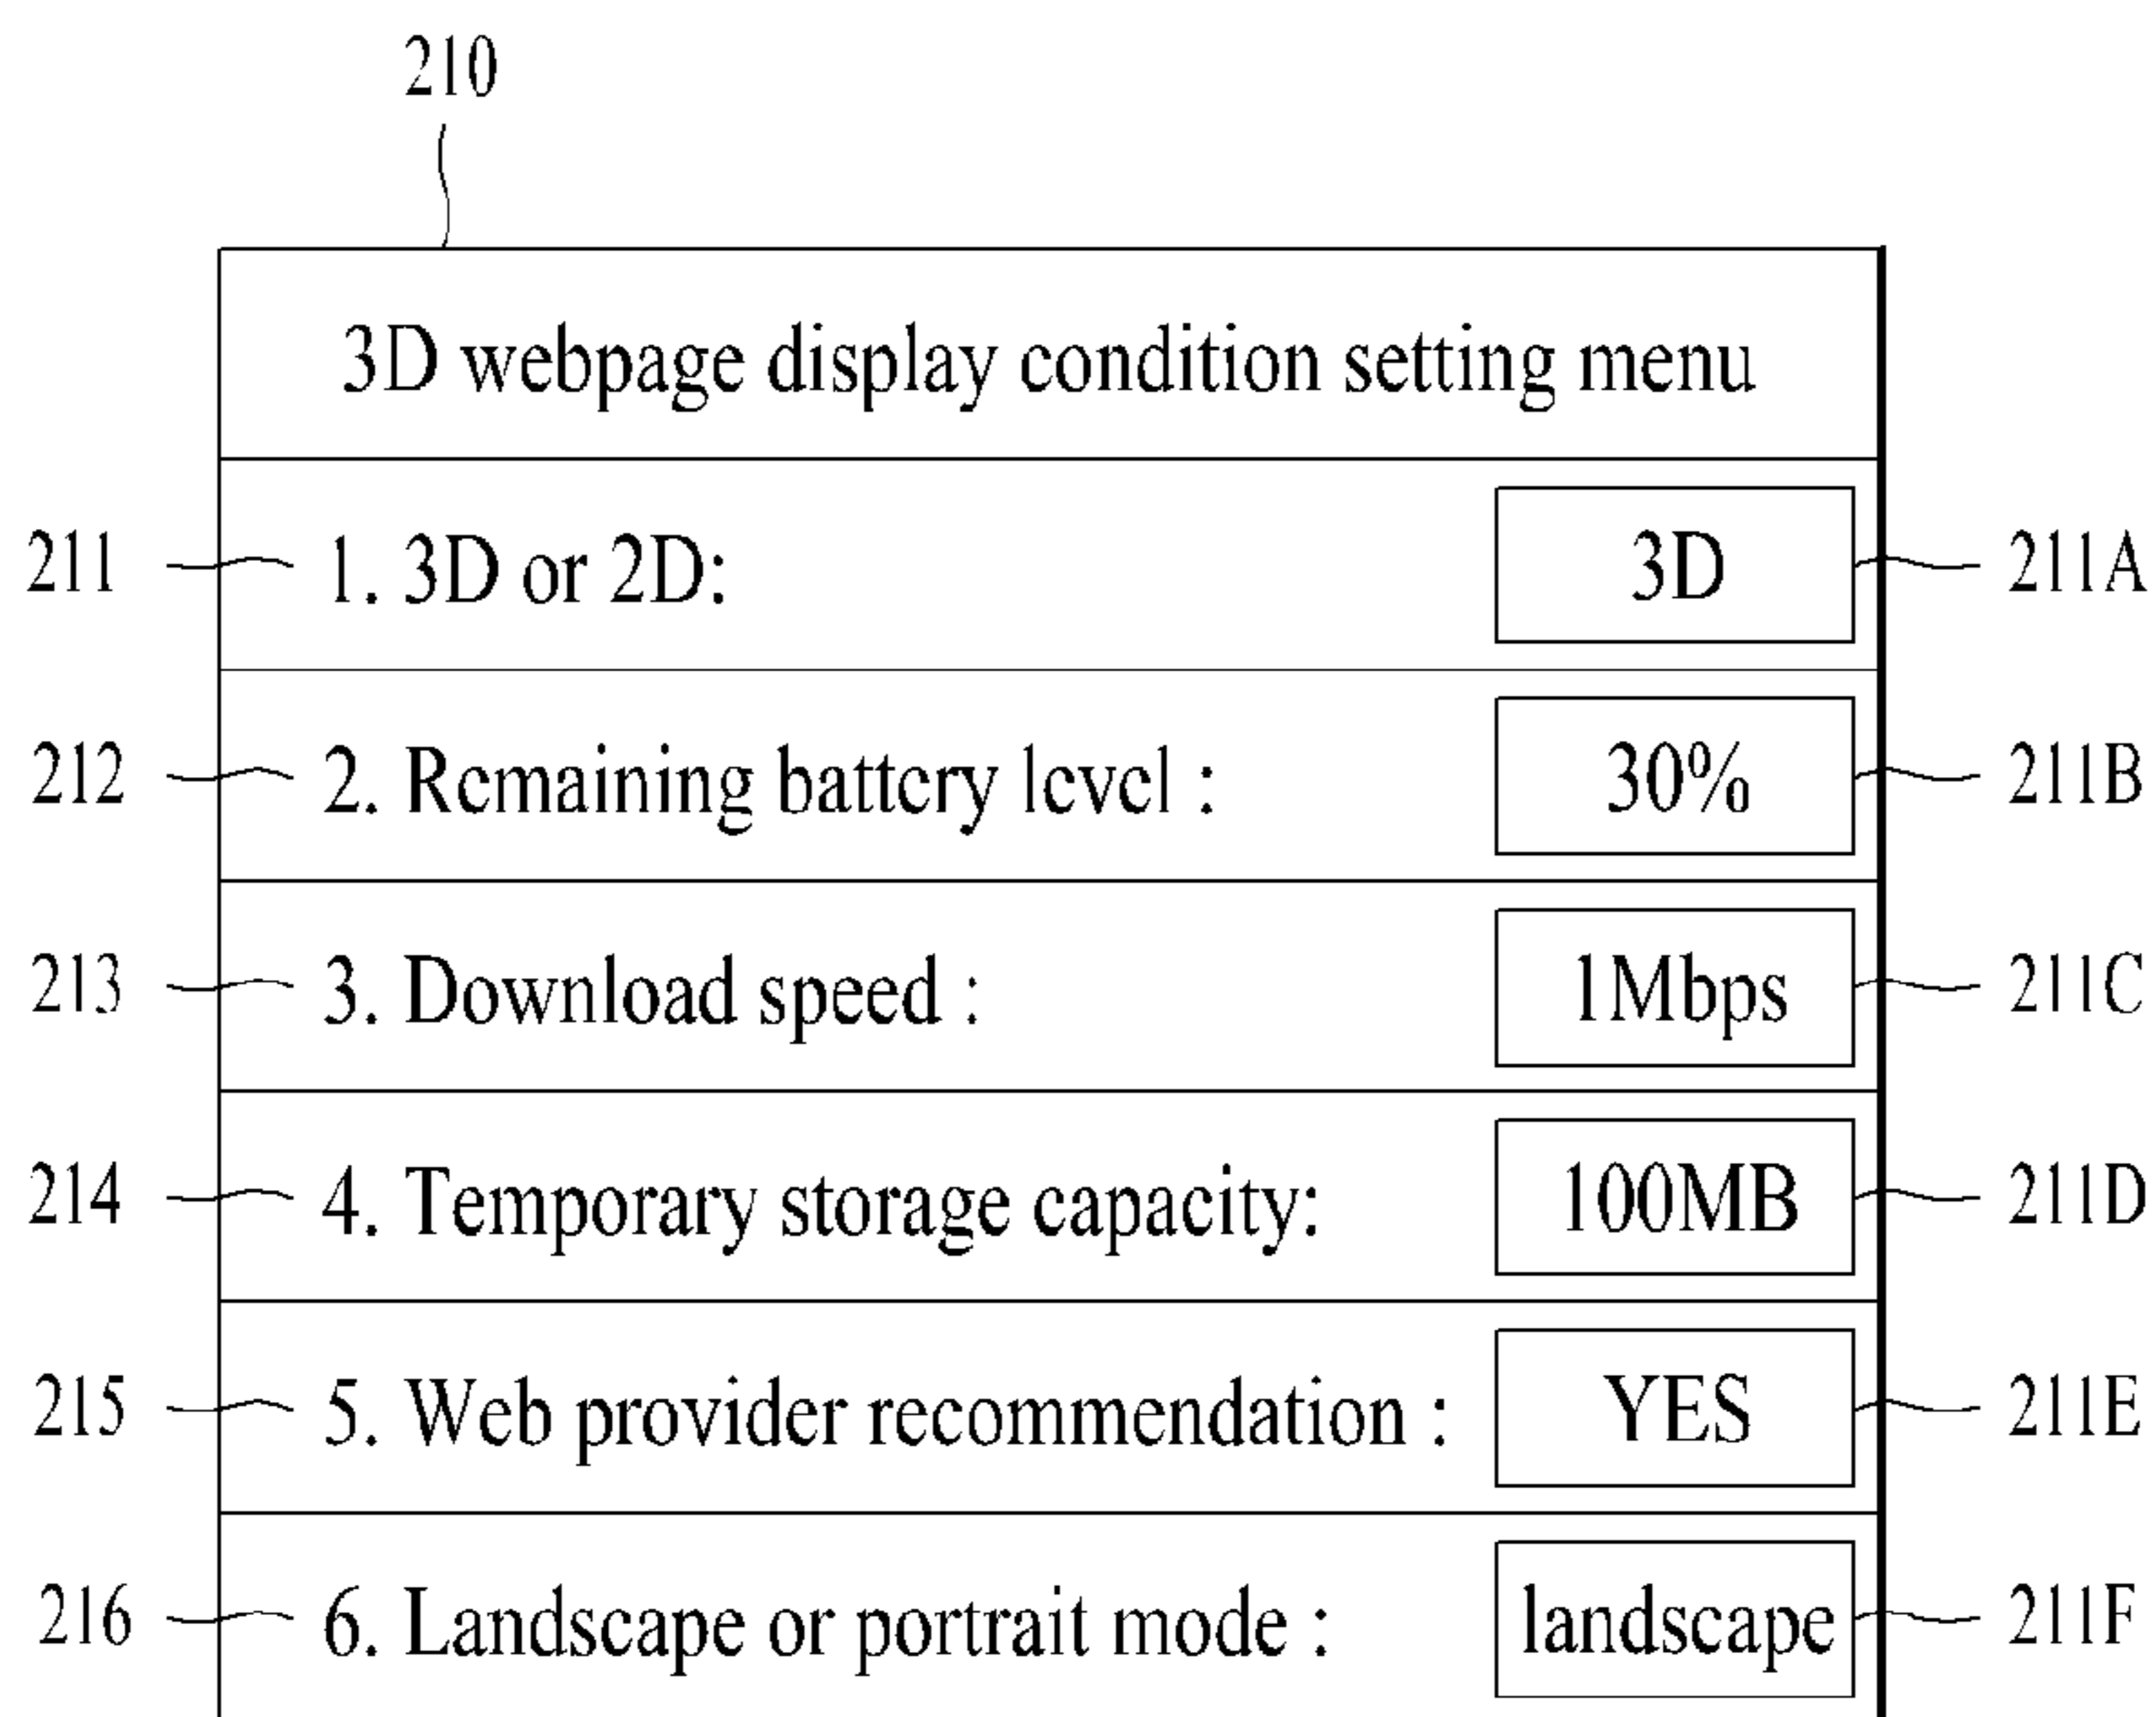 210
3D webpage display condition setting menu
211 1. 3D or 2D: 3D 211A
212 2. Remaining battery level : 30% 211B
213 3. Download speed : 1Mbps 211C
214 4. Temporary storage capacity: 100MB 211D
215 5. Web provider recommendation : YES 211E
216 6. Landscape or portrait mode : landscape 211F